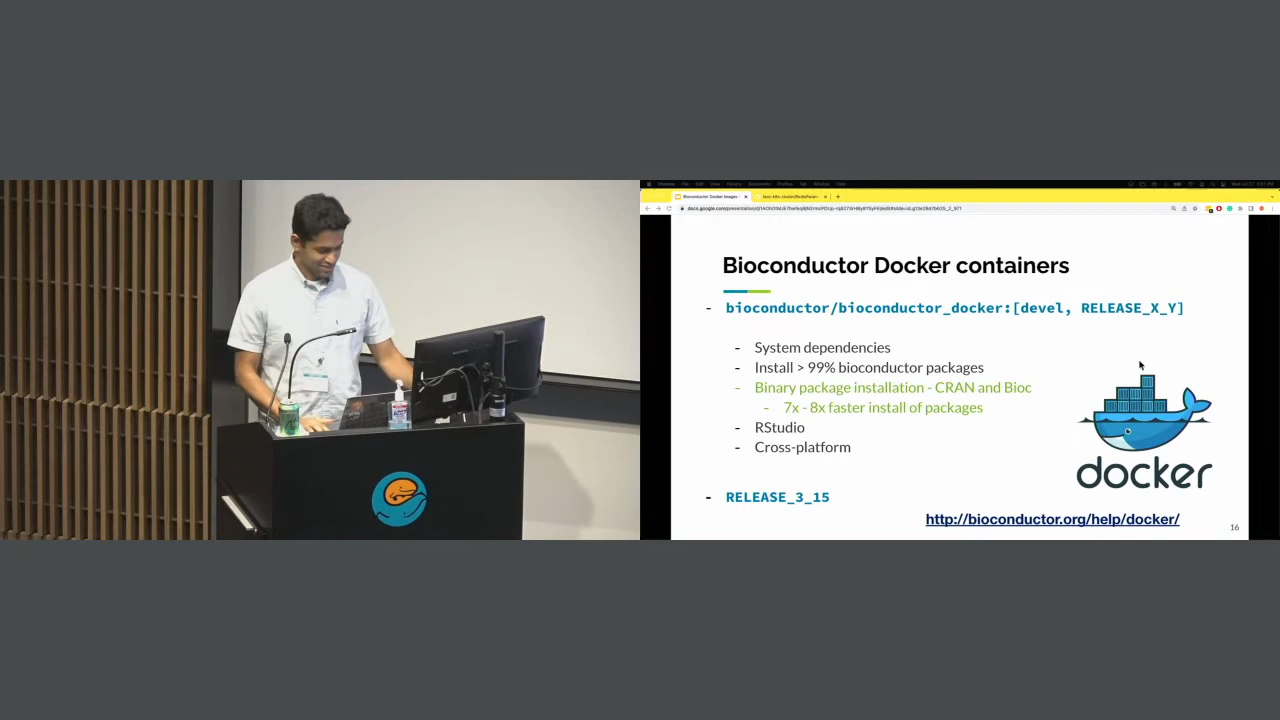 Bioconductor Docker containers
- bioconductor/bioconductor_docker:[devel, RELEASE_X_Y]
- System dependencies
- Install > 99% bioconductor packages
- Binary package installation - CRAN and Bioc
- 7x - 8x faster install of packages
- RStudio
- Cross-platform
- RELEASE_3_15
docker
http://bioconductor.org/help/docker/
16